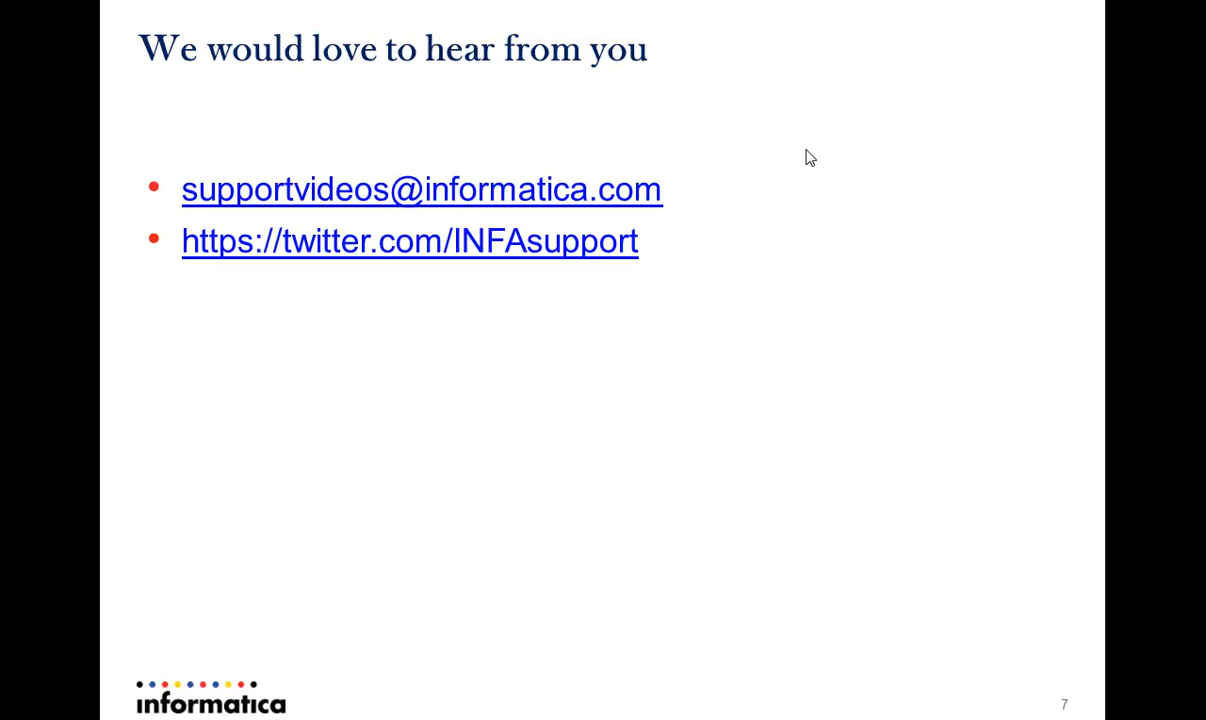 We would love to hear from you
supportvideos@informatica.com
https://twitter.com/INFAsupport
informatica
7